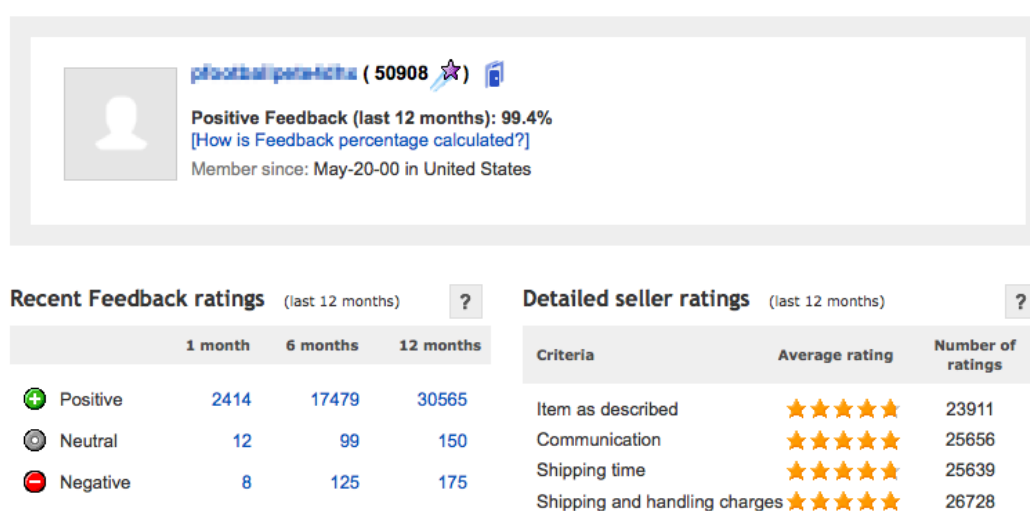 ( 50908 )
Positive Feedback (last 12 months): 99.4%
[How is Feedback percentage calculated?]
Member since: May-20-00 in United States
Recent Feedback ratings (last 12 months) ?
1 month 6 months 12 months
Positive 2414 17479 30565
Neutral 12 99 150
Negative 8 125 175
Detailed seller ratings (last 12 months) ?
Criteria Average rating Number of
ratings
Item as described 23911
Communication 25656
Shipping time 25639
Shipping and handling charges 26728